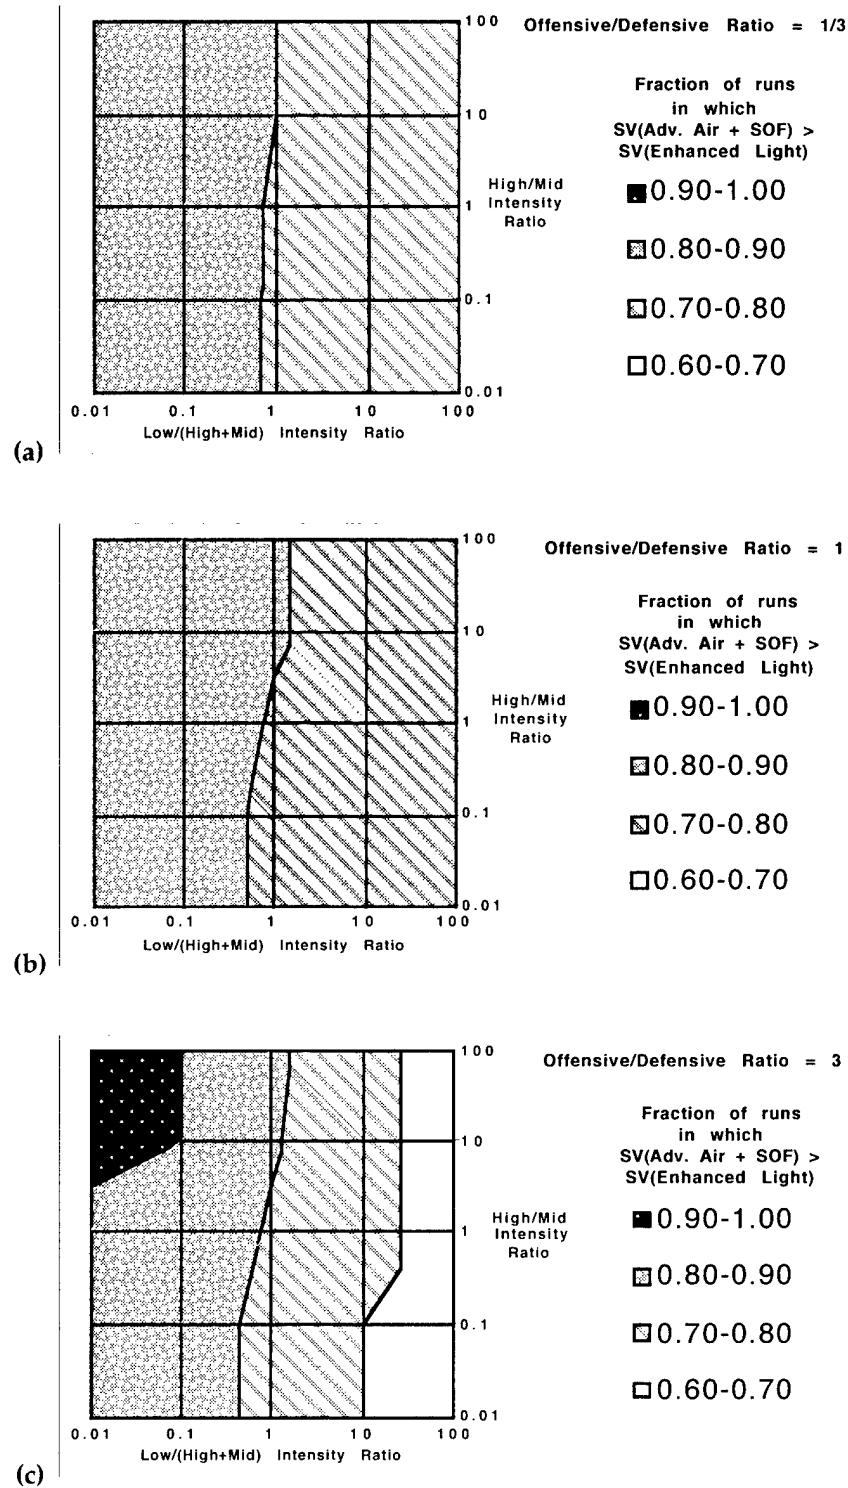 100
Offensive/Defensive Ratio = 1/3
Fraction of runs
in which
SV(Adv. Air + SOF) >
SV(Enhanced Light)
10
High/Mid
Intensity
Ratio
1
0.1
0.01
0.90-1.00
0.80-0.90
0.70-0.80
0.60-0.70
0.01 0.1 1 10 100
Low/(High+Mid) Intensity Ratio
(a)
100
Offensive/Defensive Ratio = 1
Fraction of runs
in which
SV(Adv. Air + SOF) >
SV(Enhanced Light)
10
High/Mid
Intensity
Ratio
1
0.1
0.01
0.90-1.00
0.80-0.90
0.70-0.80
0.60-0.70
0.01 0.1 1 10 100
Low/(High+Mid) Intensity Ratio
(b)
100
Offensive/Defensive Ratio = 3
Fraction of runs
in which
SV(Adv. Air + SOF) >
SV(Enhanced Light)
10
High/Mid
Intensity
Ratio
1
0.1
0.01
0.90-1.00
0.80-0.90
0.70-0.80
0.60-0.70
0.01 0.1 1 10 100
Low/(High+Mid) Intensity Ratio
(c)